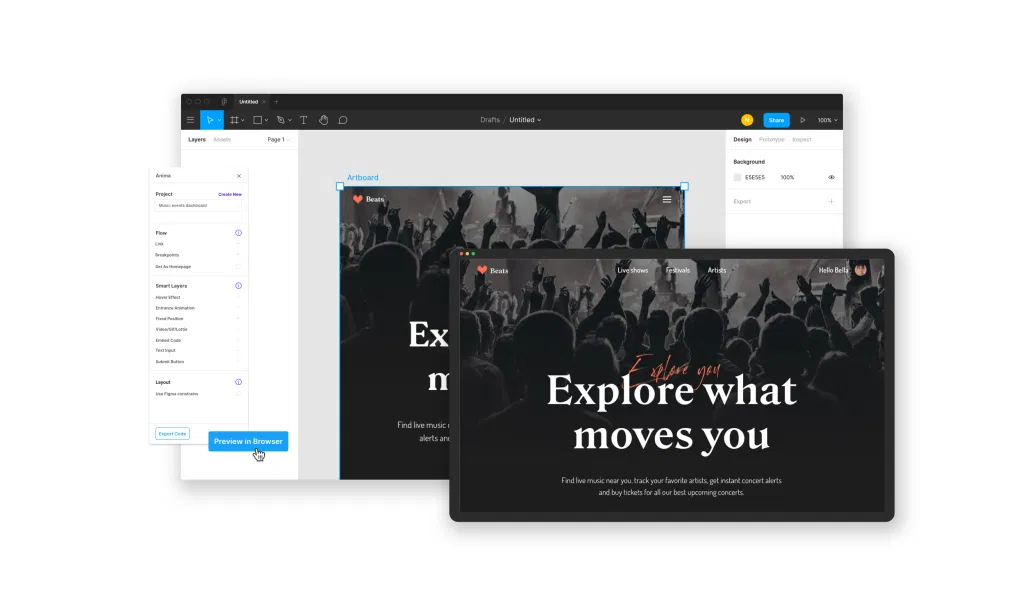 Untitled
Drafts / Untitled
Share
100%
Layers
Assets
Page 1
Design
Prototype
Inspect
Background
E5E5E5
100%
Export
Anima
Project
Create New
Music events dashboard
Flow
Link
Breakpoints
Set As Homepage
Smart Layers
Hover Effect
Entrance Animation
Fixed Position
Video/GIF/Lottie
Embed Code
Text Input
Submit Button
Layout
Use Figma constraints
Export Code
Preview in Browser
Artboard
Beats
Ex
m
Find live music
alerts an
Beats
Live shows
Festivals
Artists
Hello Bella
Explore you
Explore what
moves you
Find live music near you, track your favorite artists, get instant concert alerts
and buy tickets for all our best upcoming concerts.